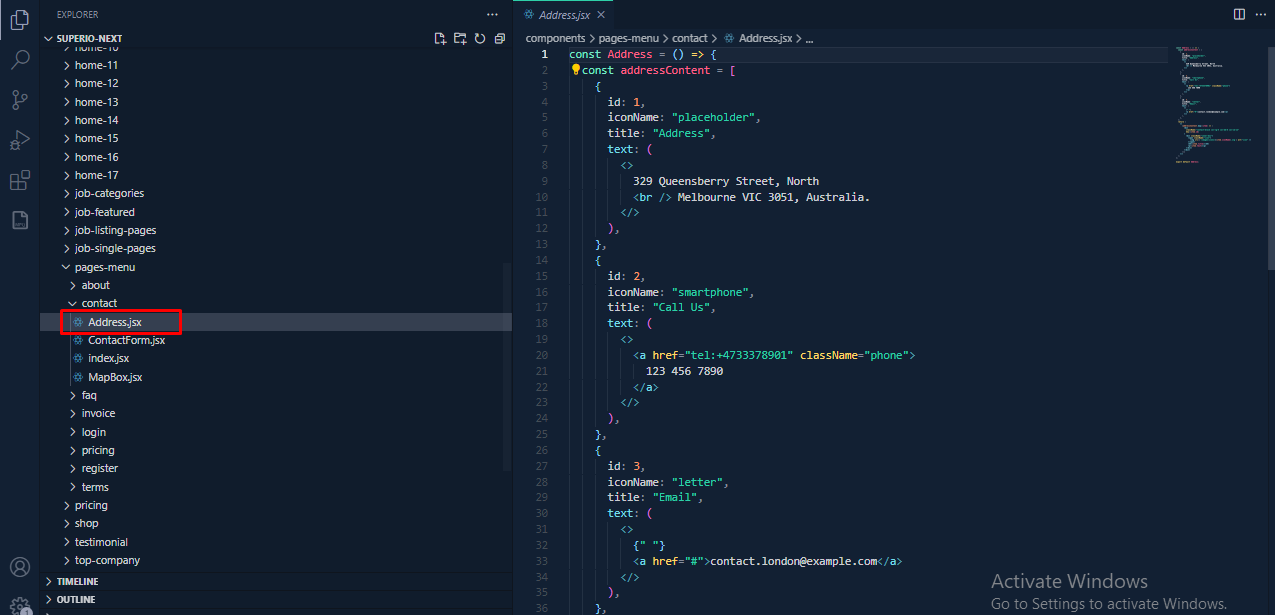 EXPLORER
SUPERIO-NEXT
home-10
home-11
home-12
home-13
home-14
home-15
home-16
home-17
job-categories
job-featured
job-listing-pages
job-single-pages
pages-menu
about
contact
Address.jsx
ContactForm.jsx
index.jsx
MapBox.jsx
faq
invoice
login
pricing
register
terms
pricing
shop
testimonial
top-company
TIMELINE
OUTLINE
Address.jsx
components > pages-menu > contact > Address.jsx > ...
1 const Address = () => {
2 const addressContent = [
3 {
4 id: 1,
5 iconName: "placeholder",
6 title: "Address",
7 text: (
8 <>
9 329 Queensberry Street, North
10 <br /> Melbourne VIC 3051, Australia.
11 </>
12 ),
13 },
14 {
15 id: 2,
16 iconName: "smartphone",
17 title: "Call Us",
18 text: (
19 <>
20 <a href="tel:+4733378901" className="phone">
21 123 456 7890
22 </a>
23 </>
24 ),
25 },
26 {
27 id: 3,
28 iconName: "letter",
29 title: "Email",
30 text: (
31 <>
32 {" "}
33 <a href="#">contact.london@example.com</a>
34 </>
35 ),
36 },
Activate Windows
Go to Settings to activate Windows.